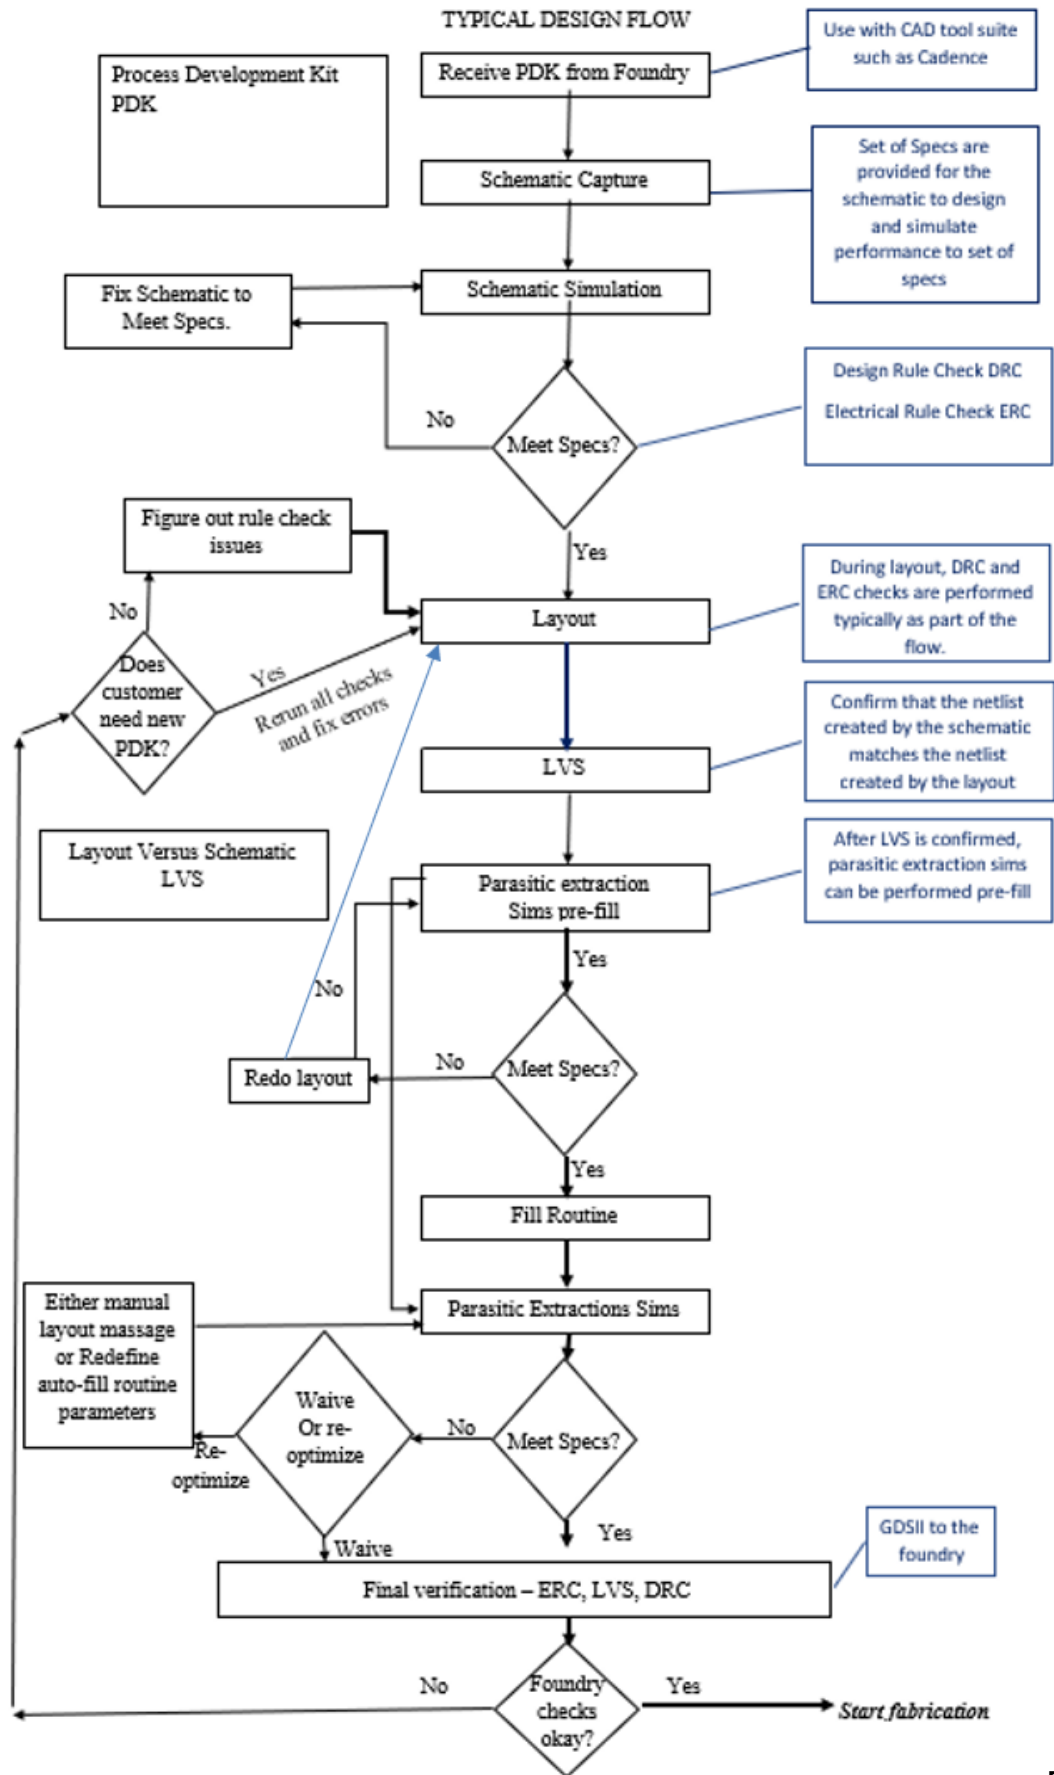 TYPICAL DESIGN FLOW
Use with CAD tool suite
such as Cadence
Process Development Kit
PDK
Receive PDK from Foundry
Set of Specs are
provided for the
schematic to design
and simulate
performance to set of
specs
Schematic Capture
Fix Schematic to
Meet Specs.
Schematic Simulation
Design Rule Check DRC
Electrical Rule Check ERC
No
Meet Specs?
Figure out rule check
issues
Yes
During layout, DRC and
ERC checks are performed
typically as part of the
flow.
No
Layout
Does
customer
need new
PDK?
Yes
Rerun all checks
and fix errors
Confirm that the netlist
created by the schematic
matches the netlist
created by the layout
LVS
Layout Versus Schematic
LVS
After LVS is confirmed,
parasitic extraction sims
can be performed pre-fill
Parasitic extraction
Sims pre-fill
Yes
No
Redo layout
No
Meet Specs?
Yes
Fill Routine
Either manual
layout massage
or Redefine
auto-fill routine
parameters
Parasitic Extractions Sims
Waive
Or re-
optimize
No
Meet Specs?
Re-
optimize
Waive
Yes
GDSII to the
foundry
Final verification – ERC, LVS, DRC
No
Foundry
checks
okay?
Yes
Start fabrication